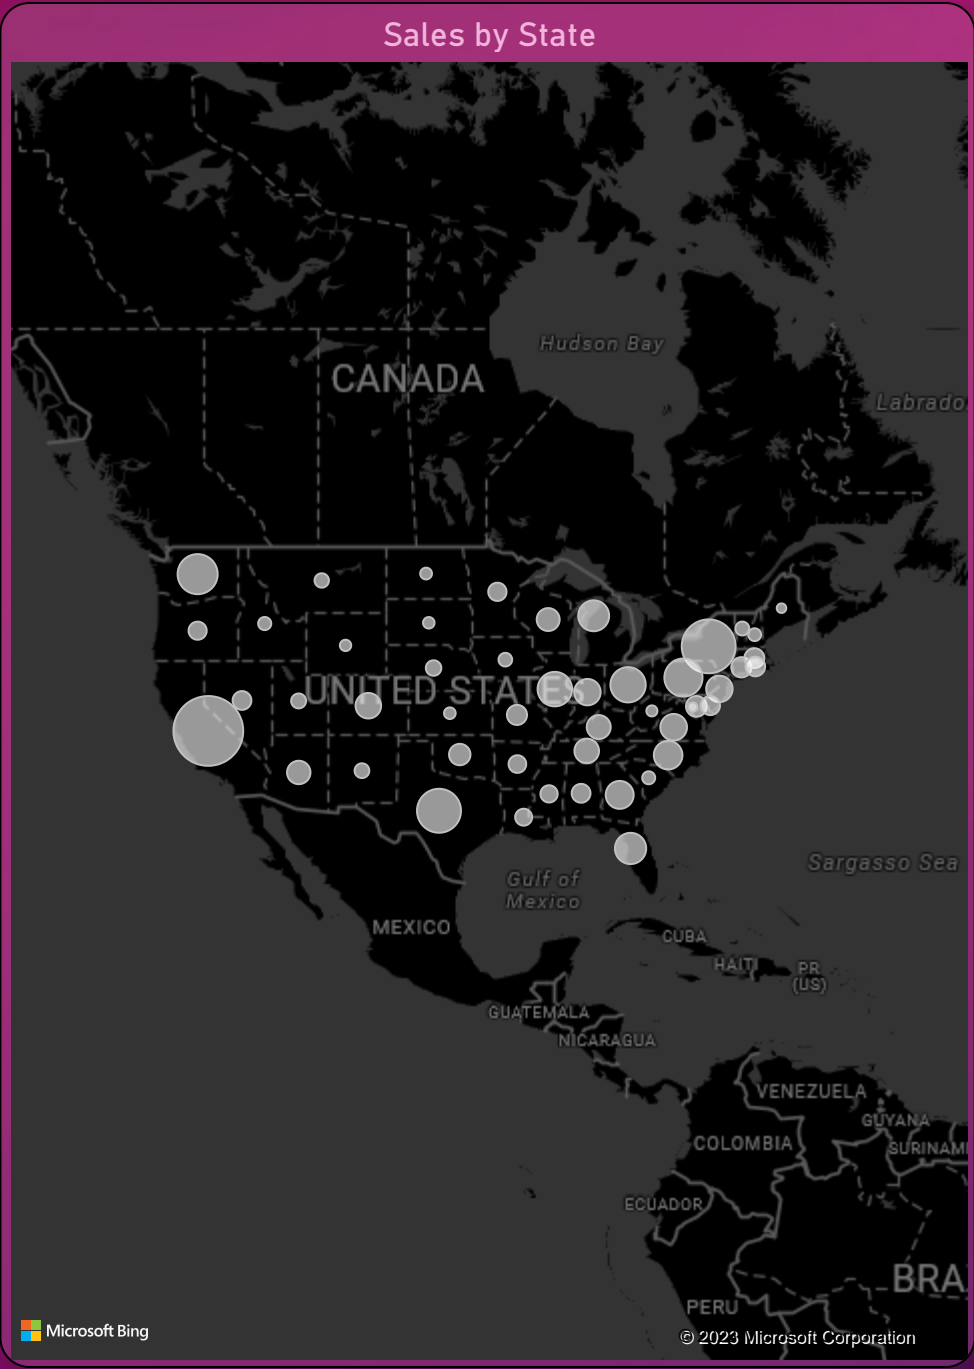 Sales by State
Hudson Bay
CANADA
Labrado
UNITED STATES
Sargasso Sea
Gulf of
Mexico
MEXICO
CUBA
HAITI
PR
(US)
GUATEMALA
NICARAGUA
VENEZUELA
GUYANA
COLOMBIA
SURINAM
ECUADOR
BRA
PERU
Microsoft Bing
© 2023 Microsoft Corporation